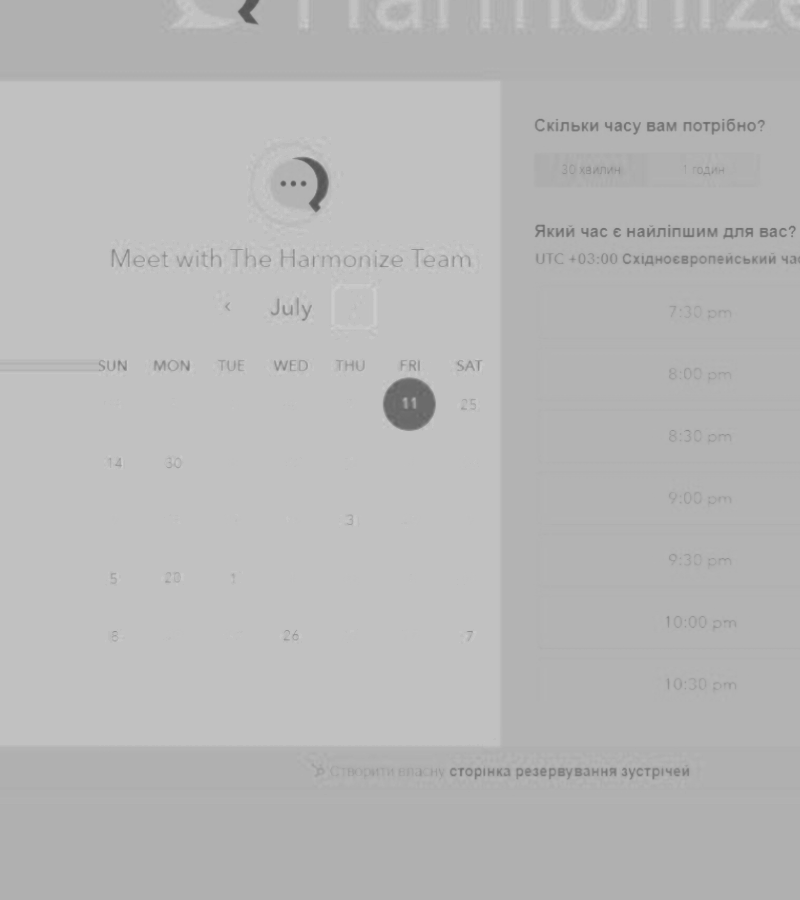 Harmonize
Meet with The Harmonize Team
July
SUN MON TUE WED THU FRI SAT
11 25
14 30
3
5 28 1
8 26 7
Скільки часу вам потрібно?
30 хвилин 1 годин
Який час є найліпшим для вас?
UTC +03:00 Східноєвропейський
7:30 pm
8:00 pm
8:30 pm
9:00 pm
9:30 pm
10:00 pm
10:30 pm
Створити власну сторінка резервування зустрічей